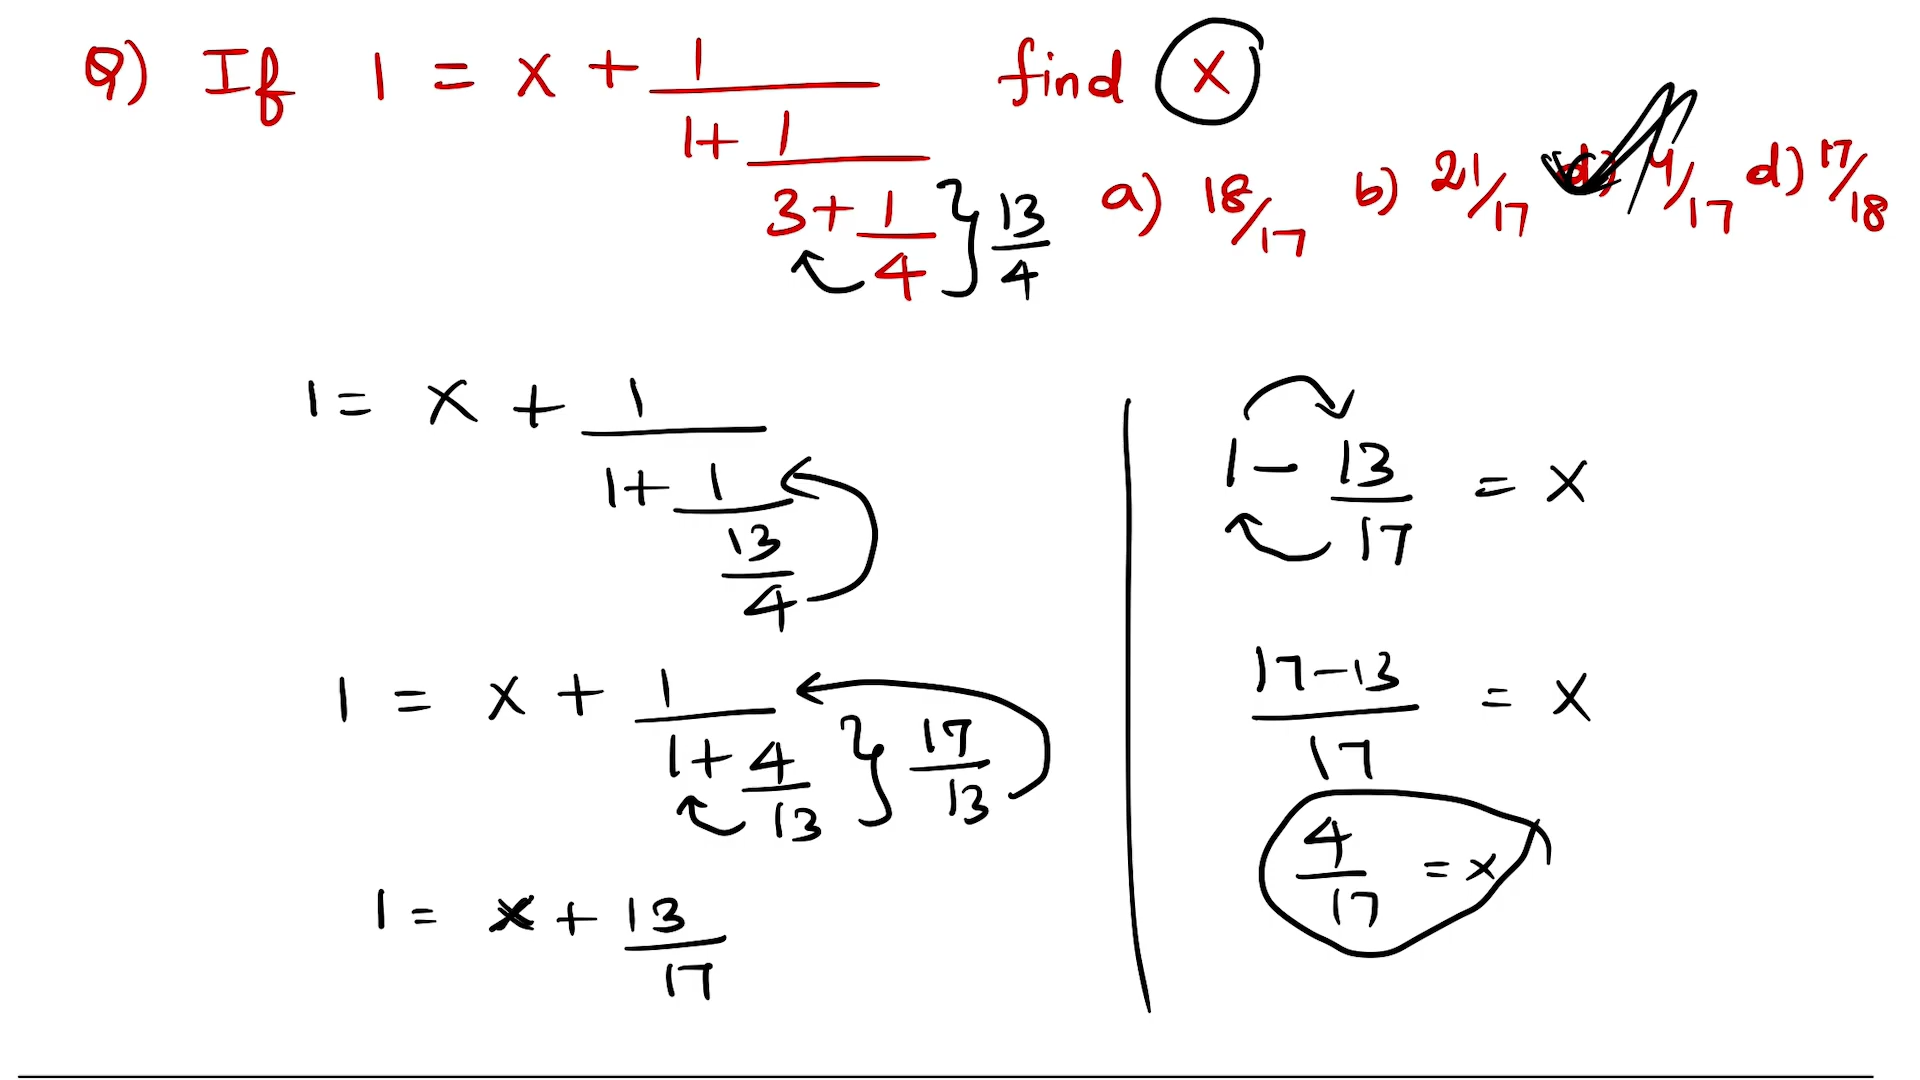 Q) If 1 = x + 1 find x
1+ 1
3+ 1 } 13
4 4
a) 18/17 b) 21/17 d) 4/17 d) 17/18
1 = x + 1
1+ 1
13
4
1 = x + 1
1+ 4 } 17
13 13
1 = x + 13
17
1 - 13 = x
17
17-13 = x
17
4 = x
17